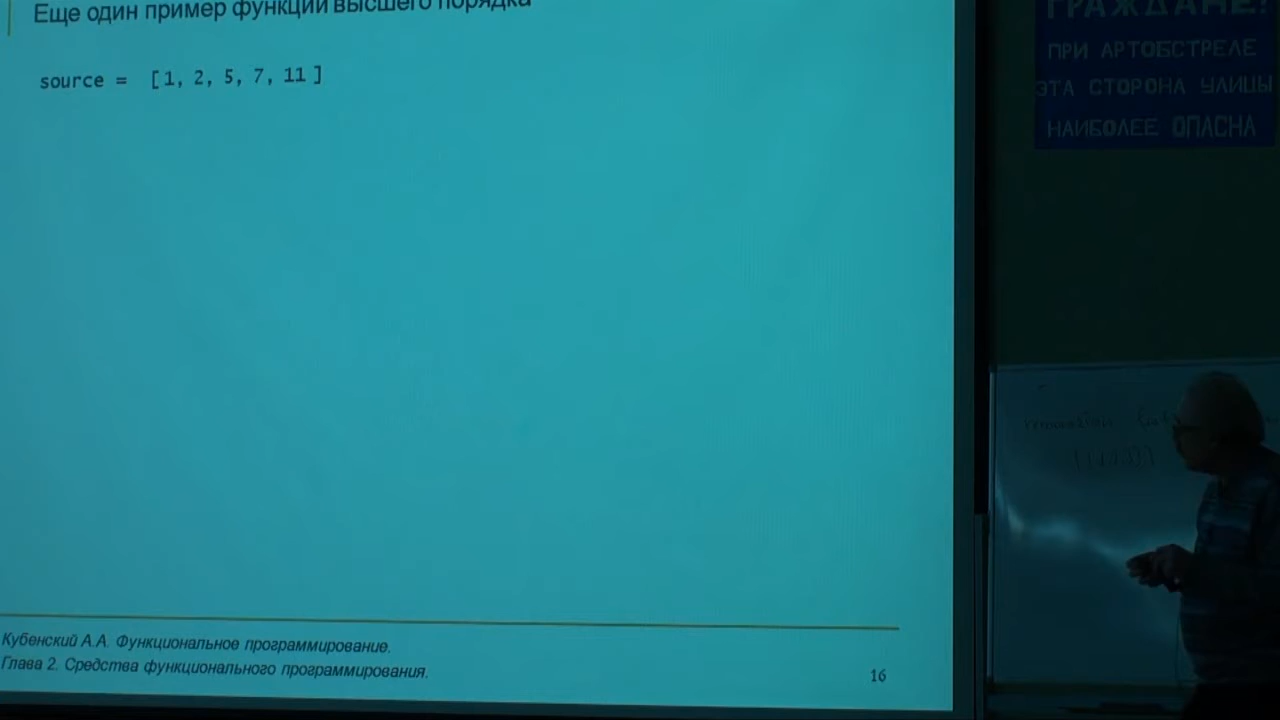 Еще один пример функции высшего порядка
source = [1, 2, 5, 7, 11 ]
Кубенский А.А. Функциональное программирование.
Глава 2. Средства функционального программирования.
16
ГРАЖДАНЕ!
ПРИ АРТОБСТРЕЛЕ
ЭТА СТОРОНА УЛИЦЫ
НАИБОЛЕЕ ОПАСНА